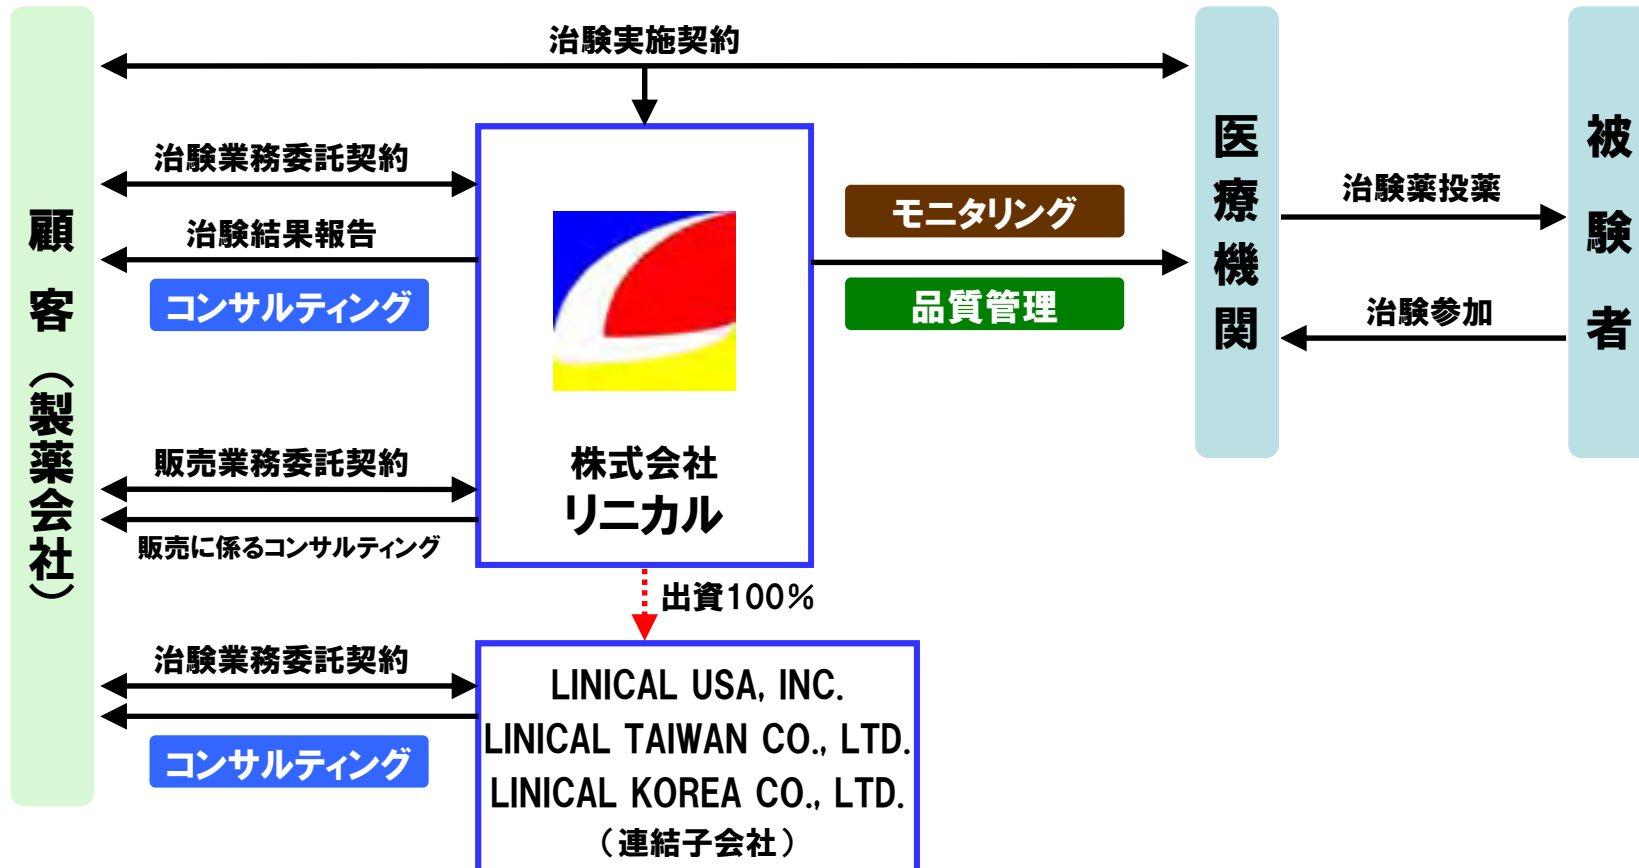 治験実施契約
顧客（製薬会社）
治験業務委託契約
治験結果報告
コンサルティング
株式会社
リニカル
モニタリング
品質管理
医療機関
治験薬投薬
治験参加
被験者
販売業務委託契約
販売に係るコンサルティング
出資100%
治験業務委託契約
コンサルティング
LINICAL USA, INC.
LINICAL TAIWAN CO., LTD.
LINICAL KOREA CO., LTD.
（連結子会社）